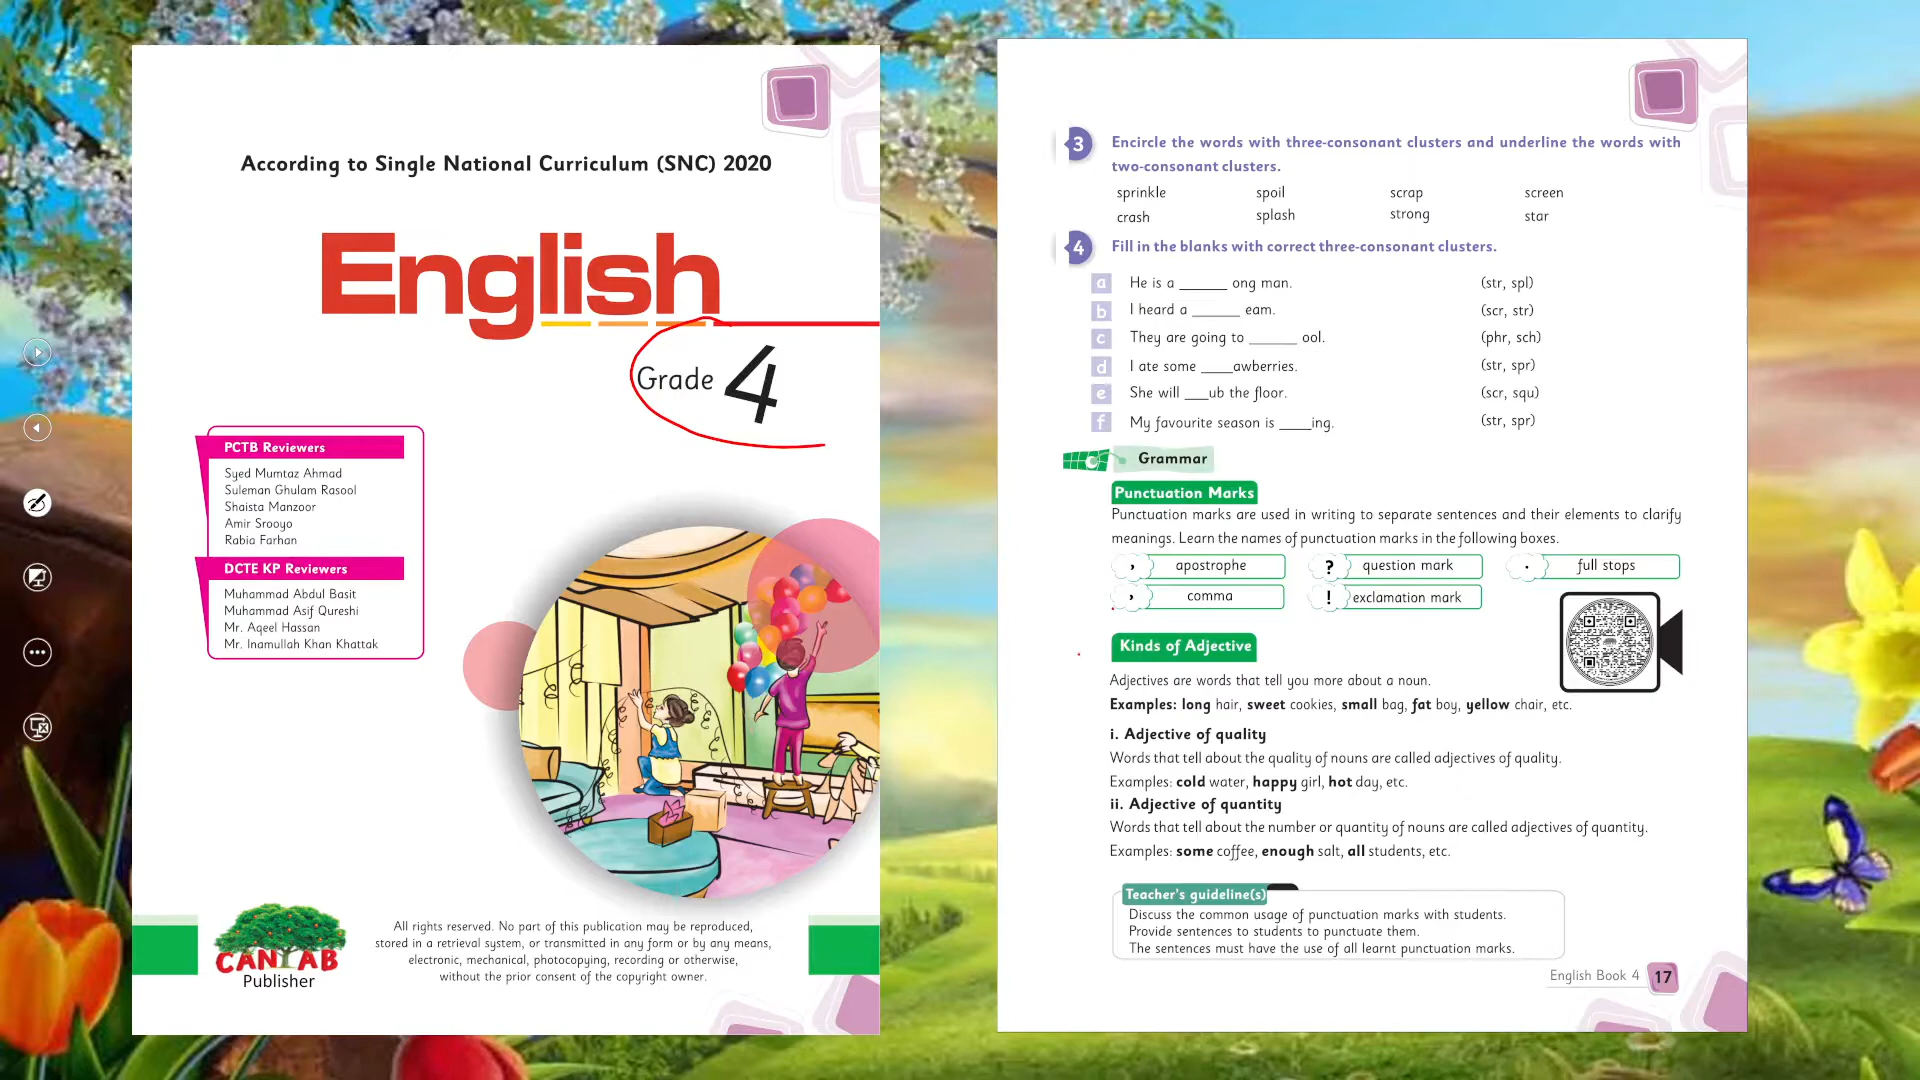 According to Single National Curriculum (SNC) 2020
English
Grade 4
PCTB Reviewers
Syed Mumtaz Ahmad
Suleman Ghulam Rasool
Shaista Manzoor
Amir Srooyo
Rabia Farhan
DCTE KP Reviewers
Muhammad Abdul Basit
Muhammad Asif Qureshi
Mr. Aqeel Hassan
Mr. Inamullah Khan Khattak
CANTAB
Publisher
All rights reserved. No part of this publication may be reproduced,
stored in a retrieval system, or transmitted in any form or by any means,
electronic, mechanical, photocopying, recording or otherwise,
without the prior consent of the copyright owner.
3 Encircle the words with three-consonant clusters and underline the words with
two-consonant clusters.
sprinkle spoil scrap screen
crash splash strong star
4 Fill in the blanks with correct three-consonant clusters.
a He is a ______ ong man. (str, spl)
b I heard a ______ eam. (scr, str)
c They are going to ______ ool. (phr, sch)
d I ate some ____awberries. (str, spr)
e She will ___ub the floor. (scr, squ)
f My favourite season is ____ing. (str, spr)
Grammar
Punctuation Marks
Punctuation marks are used in writing to separate sentences and their elements to clarify
meanings. Learn the names of punctuation marks in the following boxes.
, apostrophe ? question mark . full stops
, comma ! exclamation mark
Kinds of Adjective
Adjectives are words that tell you more about a noun.
Examples: long hair, sweet cookies, small bag, fat boy, yellow chair, etc.
i. Adjective of quality
Words that tell about the quality of nouns are called adjectives of quality.
Examples: cold water, happy girl, hot day, etc.
ii. Adjective of quantity
Words that tell about the number or quantity of nouns are called adjectives of quantity.
Examples: some coffee, enough salt, all students, etc.
Teacher's guideline(s)
Discuss the common usage of punctuation marks with students.
Provide sentences to students to punctuate them.
The sentences must have the use of all learnt punctuation marks.
English Book 4 17